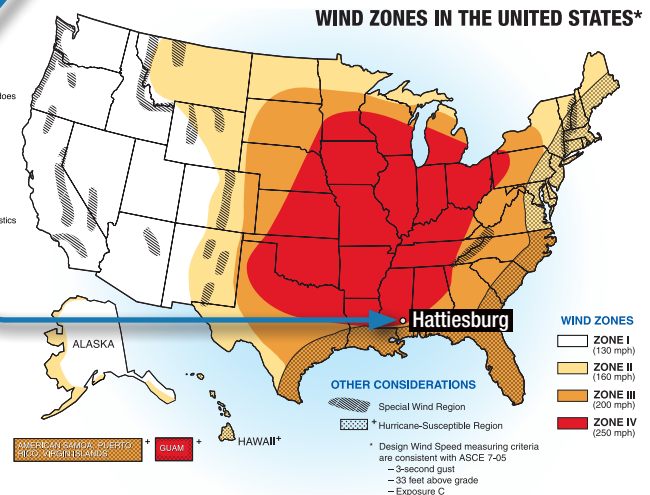 WIND ZONES IN THE UNITED STATES*
oes
stics
Hattiesburg
ALASKA
WIND ZONES
ZONE I
(130 mph)
ZONE II
(160 mph)
ZONE III
(200 mph)
ZONE IV
(250 mph)
OTHER CONSIDERATIONS
Special Wind Region
+ Hurricane-Susceptible Region
* Design Wind Speed measuring criteria
are consistent with ASCE 7-05
– 3-second gust
– 33 feet above grade
– Exposure C
AMERICAN SAMOA, PUERTO
RICO, VIRGIN ISLANDS
+
GUAM
+
HAWAII+